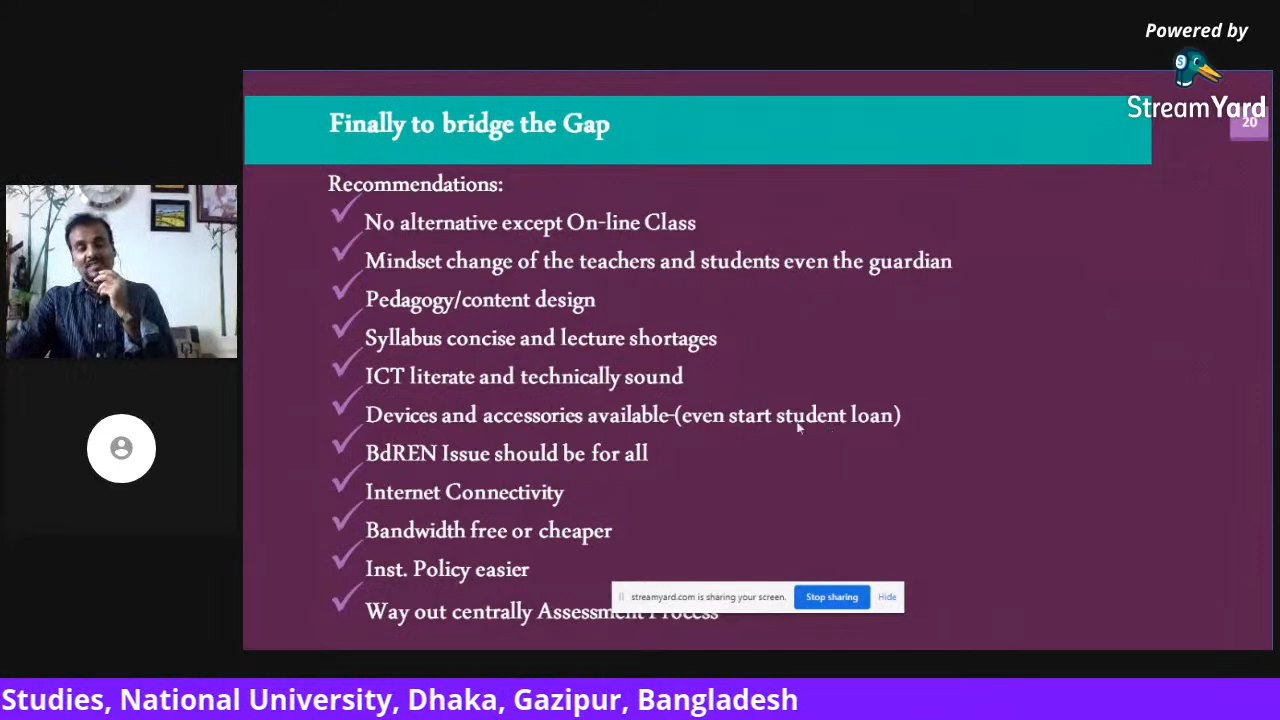 Powered by
StreamYard
Finally to bridge the Gap
20
Recommendations:
No alternative except On-line Class
Mindset change of the teachers and students even the guardian
Pedagogy/content design
Syllabus concise and lecture shortages
ICT literate and technically sound
Devices and accessories available-(even start student loan)
BdREN Issue should be for all
Internet Connectivity
Bandwidth free or cheaper
Inst. Policy easier
streamyard.com is sharing your screen. Stop sharing Hide
Way out centrally Assessment Process
Studies, National University, Dhaka, Gazipur, Bangladesh